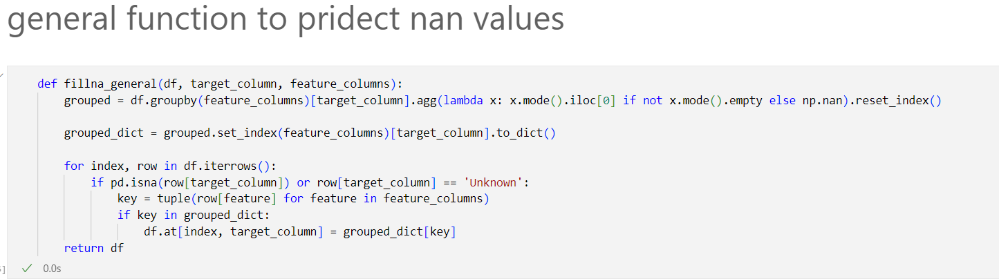 general function to pridect nan values
def fillna_general(df, target_column, feature_columns):
    grouped = df.groupby(feature_columns)[target_column].agg(lambda x: x.mode().iloc[0] if not x.mode().empty else np.nan).reset_index()
    grouped_dict = grouped.set_index(feature_columns)[target_column].to_dict()
    for index, row in df.iterrows():
        if pd.isna(row[target_column]) or row[target_column] == 'Unknown':
            key = tuple(row[feature] for feature in feature_columns)
            if key in grouped_dict:
                df.at[index, target_column] = grouped_dict[key]
    return df
]
0.0s